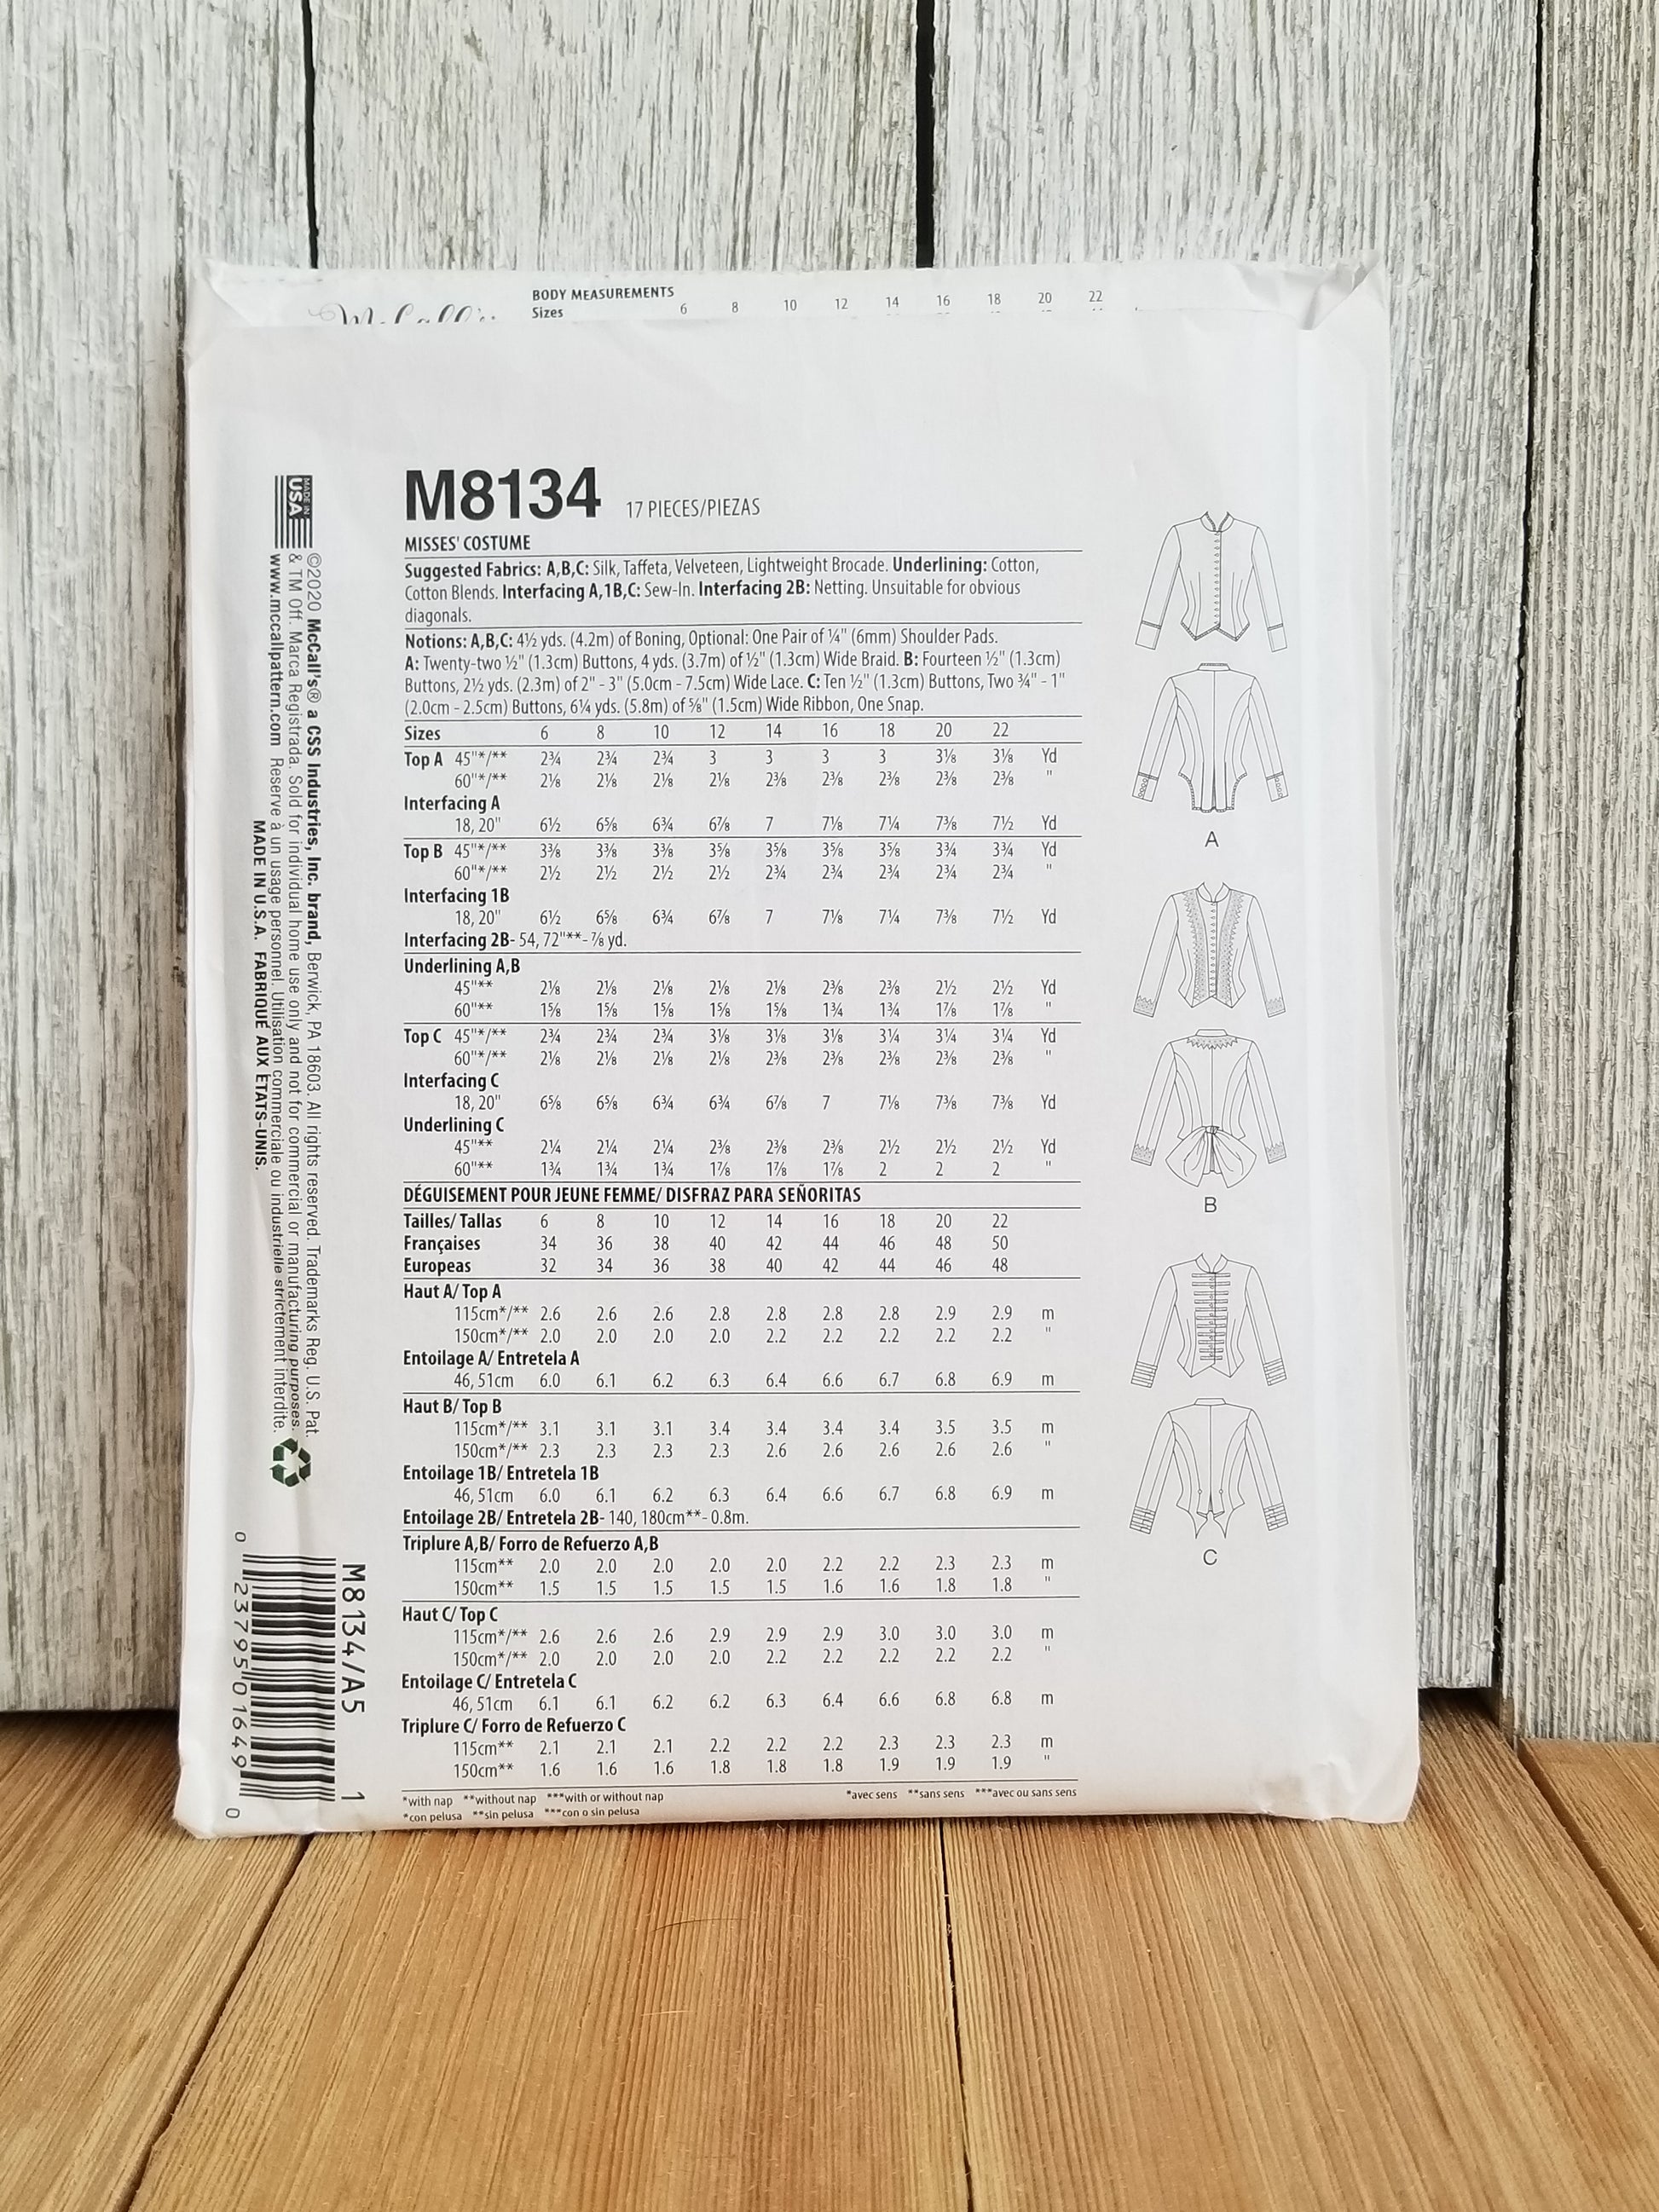 BODY MEASUREMENTS
Sizes 6 8 10 12 14 16 18 20 22
McCall's
M8134 17 PIECES/PIEZAS
MISSES' COSTUME
Suggested Fabrics: A,B,C: Silk, Taffeta, Velveteen, Lightweight Brocade. Underlining: Cotton,
Cotton Blends. Interfacing A,1B,C: Sew-In. Interfacing 2B: Netting. Unsuitable for obvious
diagonals.
Notions: A,B,C: 4½ yds. (4.2m) of Boning, Optional: One Pair of ¼" (6mm) Shoulder Pads.
A: Twenty-two ½" (1.3cm) Buttons, 4 yds. (3.7m) of ½" (1.3cm) Wide Braid. B: Fourteen ½" (1.3cm)
Buttons, 2½ yds. (2.3m) of 2" - 3" (5.0cm - 7.5cm) Wide Lace. C: Ten ½" (1.3cm) Buttons, Two ¾" - 1"
(2.0cm - 2.5cm) Buttons, 6¼ yds. (5.8m) of ⅝" (1.5cm) Wide Ribbon, One Snap.
Sizes 6 8 10 12 14 16 18 20 22
Top A 45"*/** 2¾ 2¾ 2¾ 3 3 3 3 3⅛ 3⅛ Yd
60"*/** 2⅛ 2⅛ 2⅛ 2⅛ 2⅜ 2⅜ 2⅜ 2⅜ 2⅜ "
Interfacing A
18, 20" 6½ 6⅝ 6¾ 6⅞ 7 7⅛ 7¼ 7⅜ 7½ Yd
Top B 45"*/** 3⅜ 3⅜ 3⅜ 3⅝ 3⅝ 3⅝ 3⅝ 3¾ 3¾ Yd
60"*/** 2½ 2½ 2½ 2½ 2¾ 2¾ 2¾ 2¾ 2¾ "
Interfacing 1B
18, 20" 6½ 6⅝ 6¾ 6⅞ 7 7⅛ 7¼ 7⅜ 7½ Yd
Interfacing 2B- 54, 72"**- ⅞ yd.
Underlining A,B
45"** 2⅛ 2⅛ 2⅛ 2⅛ 2⅛ 2⅜ 2⅜ 2½ 2½ Yd
60"** 1⅝ 1⅝ 1⅝ 1⅝ 1⅝ 1¾ 1¾ 1⅞ 1⅞ "
Top C 45"*/** 2¾ 2¾ 2¾ 3⅛ 3⅛ 3⅛ 3¼ 3¼ 3¼ Yd
60"*/** 2⅛ 2⅛ 2⅛ 2⅛ 2⅜ 2⅜ 2⅜ 2⅜ 2⅜ "
Interfacing C
18, 20" 6⅝ 6⅝ 6¾ 6¾ 6⅞ 7 7⅛ 7⅜ 7⅜ Yd
Underlining C
45"** 2¼ 2¼ 2¼ 2⅜ 2⅜ 2⅜ 2½ 2½ 2½ Yd
60"** 1¾ 1¾ 1¾ 1⅞ 1⅞ 1⅞ 2 2 2 "
DÉGUISEMENT POUR JEUNE FEMME/ DISFRAZ PARA SEÑORITAS
Tailles/ Tallas 6 8 10 12 14 16 18 20 22
Françaises 34 36 38 40 42 44 46 48 50
Europeas 32 34 36 38 40 42 44 46 48
Haut A/ Top A
115cm*/** 2.6 2.6 2.6 2.8 2.8 2.8 2.8 2.9 2.9 m
150cm*/** 2.0 2.0 2.0 2.0 2.2 2.2 2.2 2.2 2.2 "
Entoilage A/ Entretela A
46, 51cm 6.0 6.1 6.2 6.3 6.4 6.6 6.7 6.8 6.9 m
Haut B/ Top B
115cm*/** 3.1 3.1 3.1 3.4 3.4 3.4 3.4 3.5 3.5 m
150cm*/** 2.3 2.3 2.3 2.3 2.6 2.6 2.6 2.6 2.6 "
Entoilage 1B/ Entretela 1B
46, 51cm 6.0 6.1 6.2 6.3 6.4 6.6 6.7 6.8 6.9 m
Entoilage 2B/ Entretela 2B- 140, 180cm**- 0.8m.
Triplure A,B/ Forro de Refuerzo A,B
115cm** 2.0 2.0 2.0 2.0 2.0 2.2 2.2 2.3 2.3 m
150cm** 1.5 1.5 1.5 1.5 1.5 1.6 1.6 1.8 1.8 "
Haut C/ Top C
115cm*/** 2.6 2.6 2.6 2.9 2.9 2.9 3.0 3.0 3.0 m
150cm*/** 2.0 2.0 2.0 2.0 2.2 2.2 2.2 2.2 2.2 "
Entoilage C/ Entretela C
46, 51cm 6.1 6.1 6.2 6.2 6.3 6.4 6.6 6.8 6.8 m
Triplure C/ Forro de Refuerzo C
115cm** 2.1 2.1 2.1 2.2 2.2 2.2 2.3 2.3 2.3 m
150cm** 1.6 1.6 1.6 1.8 1.8 1.8 1.9 1.9 1.9 "
*with nap **without nap ***with or without nap *avec sens **sans sens ***avec ou sans sens
*con pelusa **sin pelusa ***con o sin pelusa
A
B
C
MADE IN
USA
©2020 McCall's® a CSS Industries, Inc. brand, Berwick, PA 18603. All rights reserved. Trademarks Reg. U.S. Pat.
& TM Off. Marca Registrada. Sold for individual home use only and not for commercial or manufacturing purposes.
www.mccallpattern.com Reservé à un usage personnel. Utilisation commerciale ou industrielle strictement interdite.
MADE IN U.S.A. FABRIQUÉ AUX ETATS-UNIS.
M8134/A5 1
0 23795 01649 0